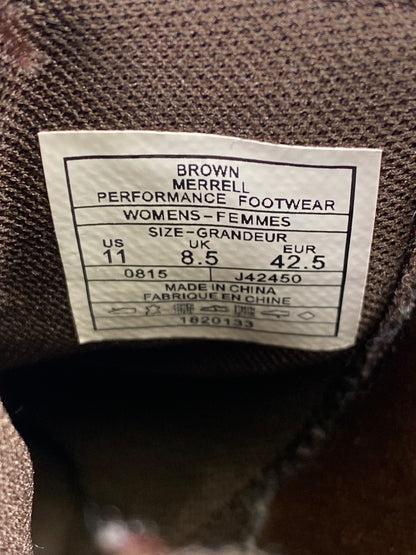 BROWN
MERRELL
PERFORMANCE FOOTWEAR
WOMENS-FEMMES
SIZE-GRANDEUR
US UK EUR
11 8.5 42.5
0815 J42450
MADE IN CHINA
FABRIQUE EN CHINE
1820133